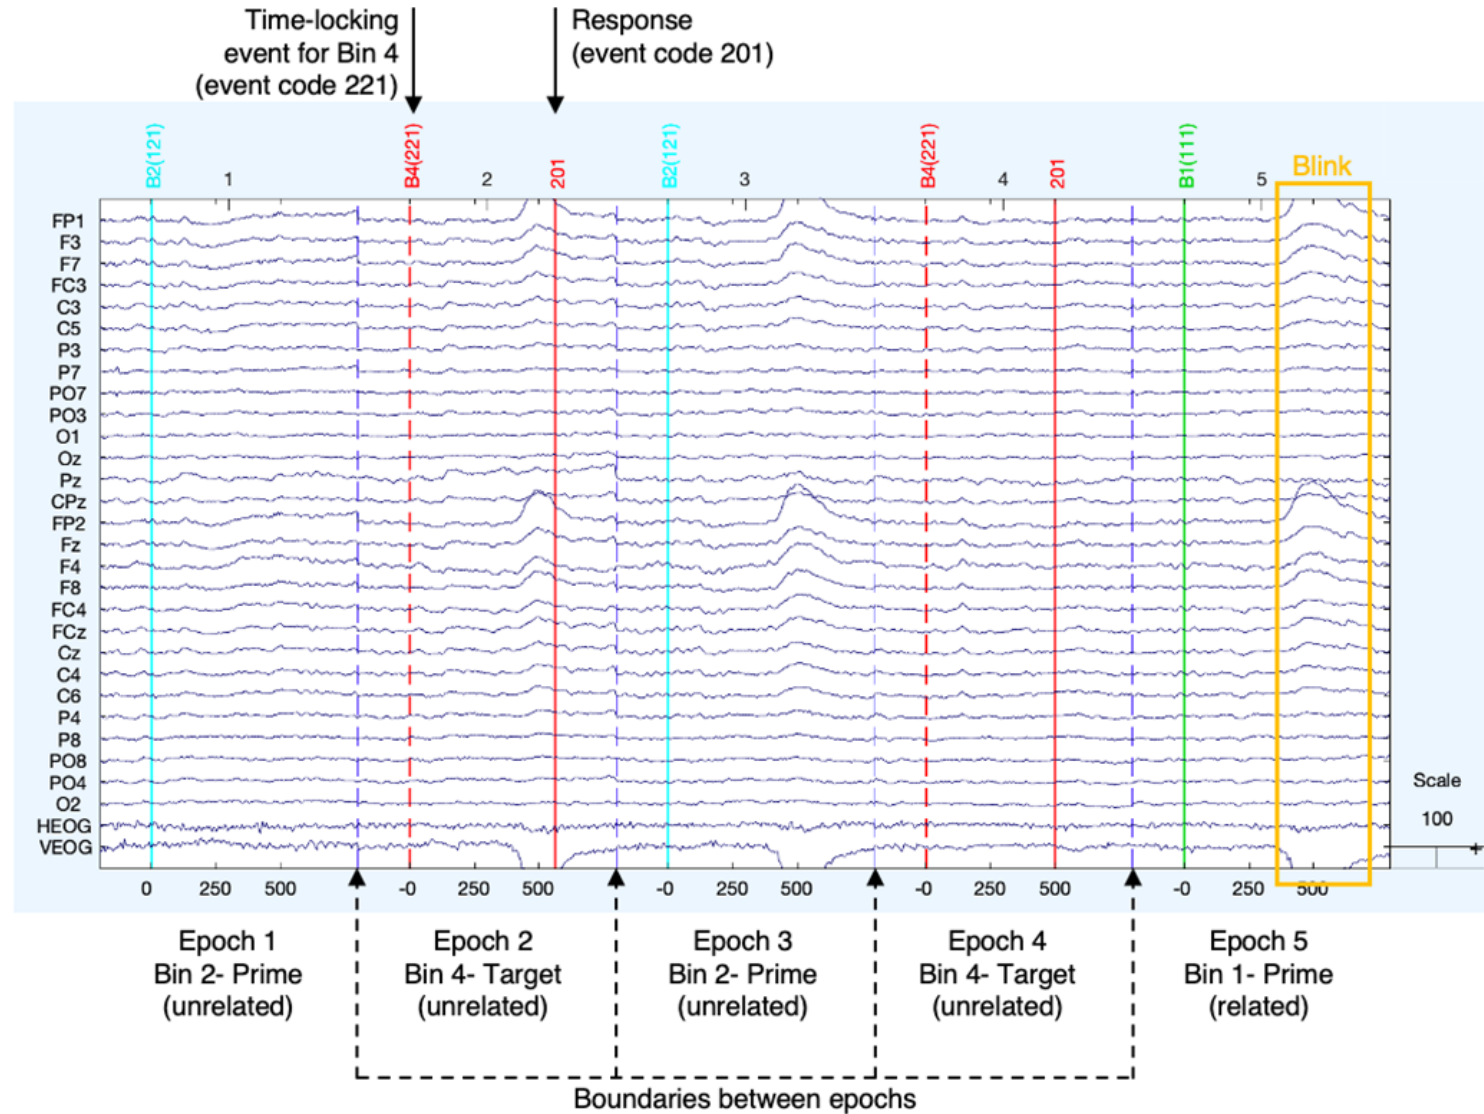 Time-locking
event for Bin 4
(event code 221)
Response
(event code 201)
B2(121)
1
B4(221)
2
201
B2(121)
3
B4(221)
4
201
B1(111)
5
Blink
FP1
F3
F7
FC3
C3
C5
P3
P7
PO7
PO3
O1
Oz
Pz
CPz
FP2
Fz
F4
F8
FC4
FCz
Cz
C4
C6
P4
P8
PO8
PO4
O2
HEOG
VEOG
Scale
100
+
0 250 500 -0 250 500 -0 250 500 -0 250 500 -0 250 500
Epoch 1
Bin 2- Prime
(unrelated)
Epoch 2
Bin 4- Target
(unrelated)
Epoch 3
Bin 2- Prime
(unrelated)
Epoch 4
Bin 4- Target
(unrelated)
Epoch 5
Bin 1- Prime
(related)
Boundaries between epochs